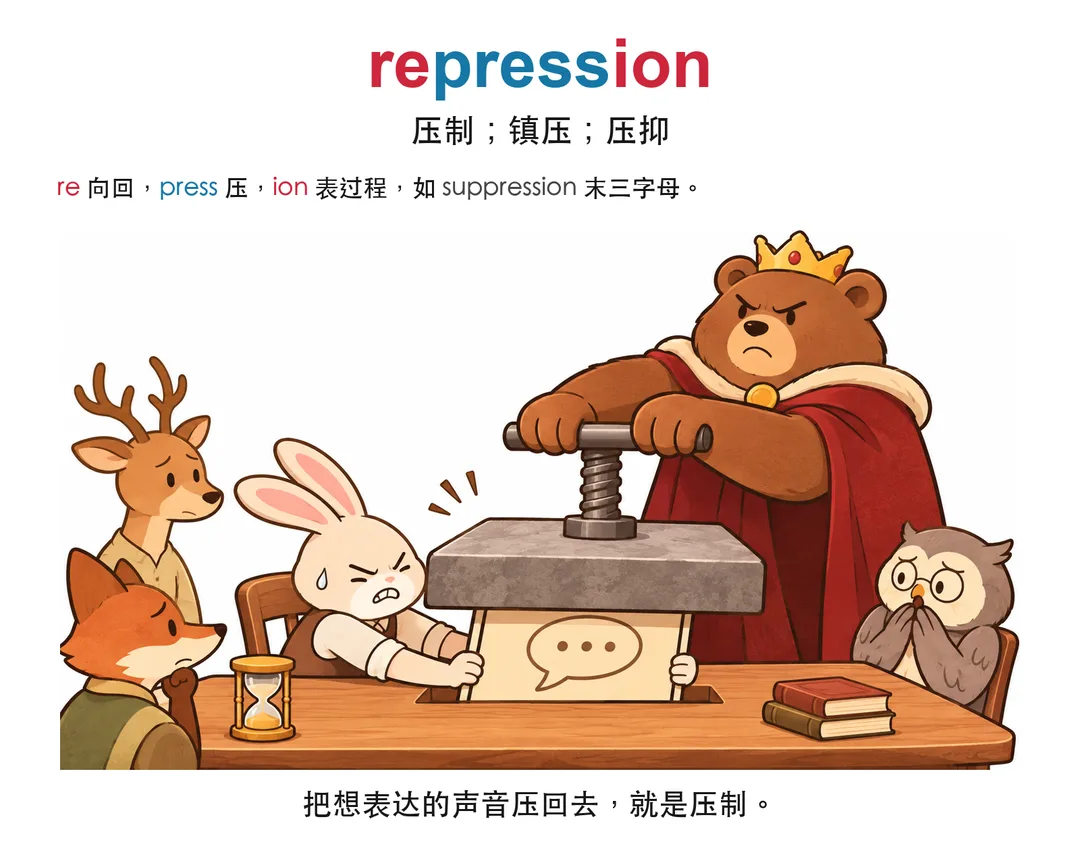 repression
压制；镇压；压抑
re 向回，press 压，ion 表过程，如 suppression 末三字母。
把想表达的声音压回去，就是压制。